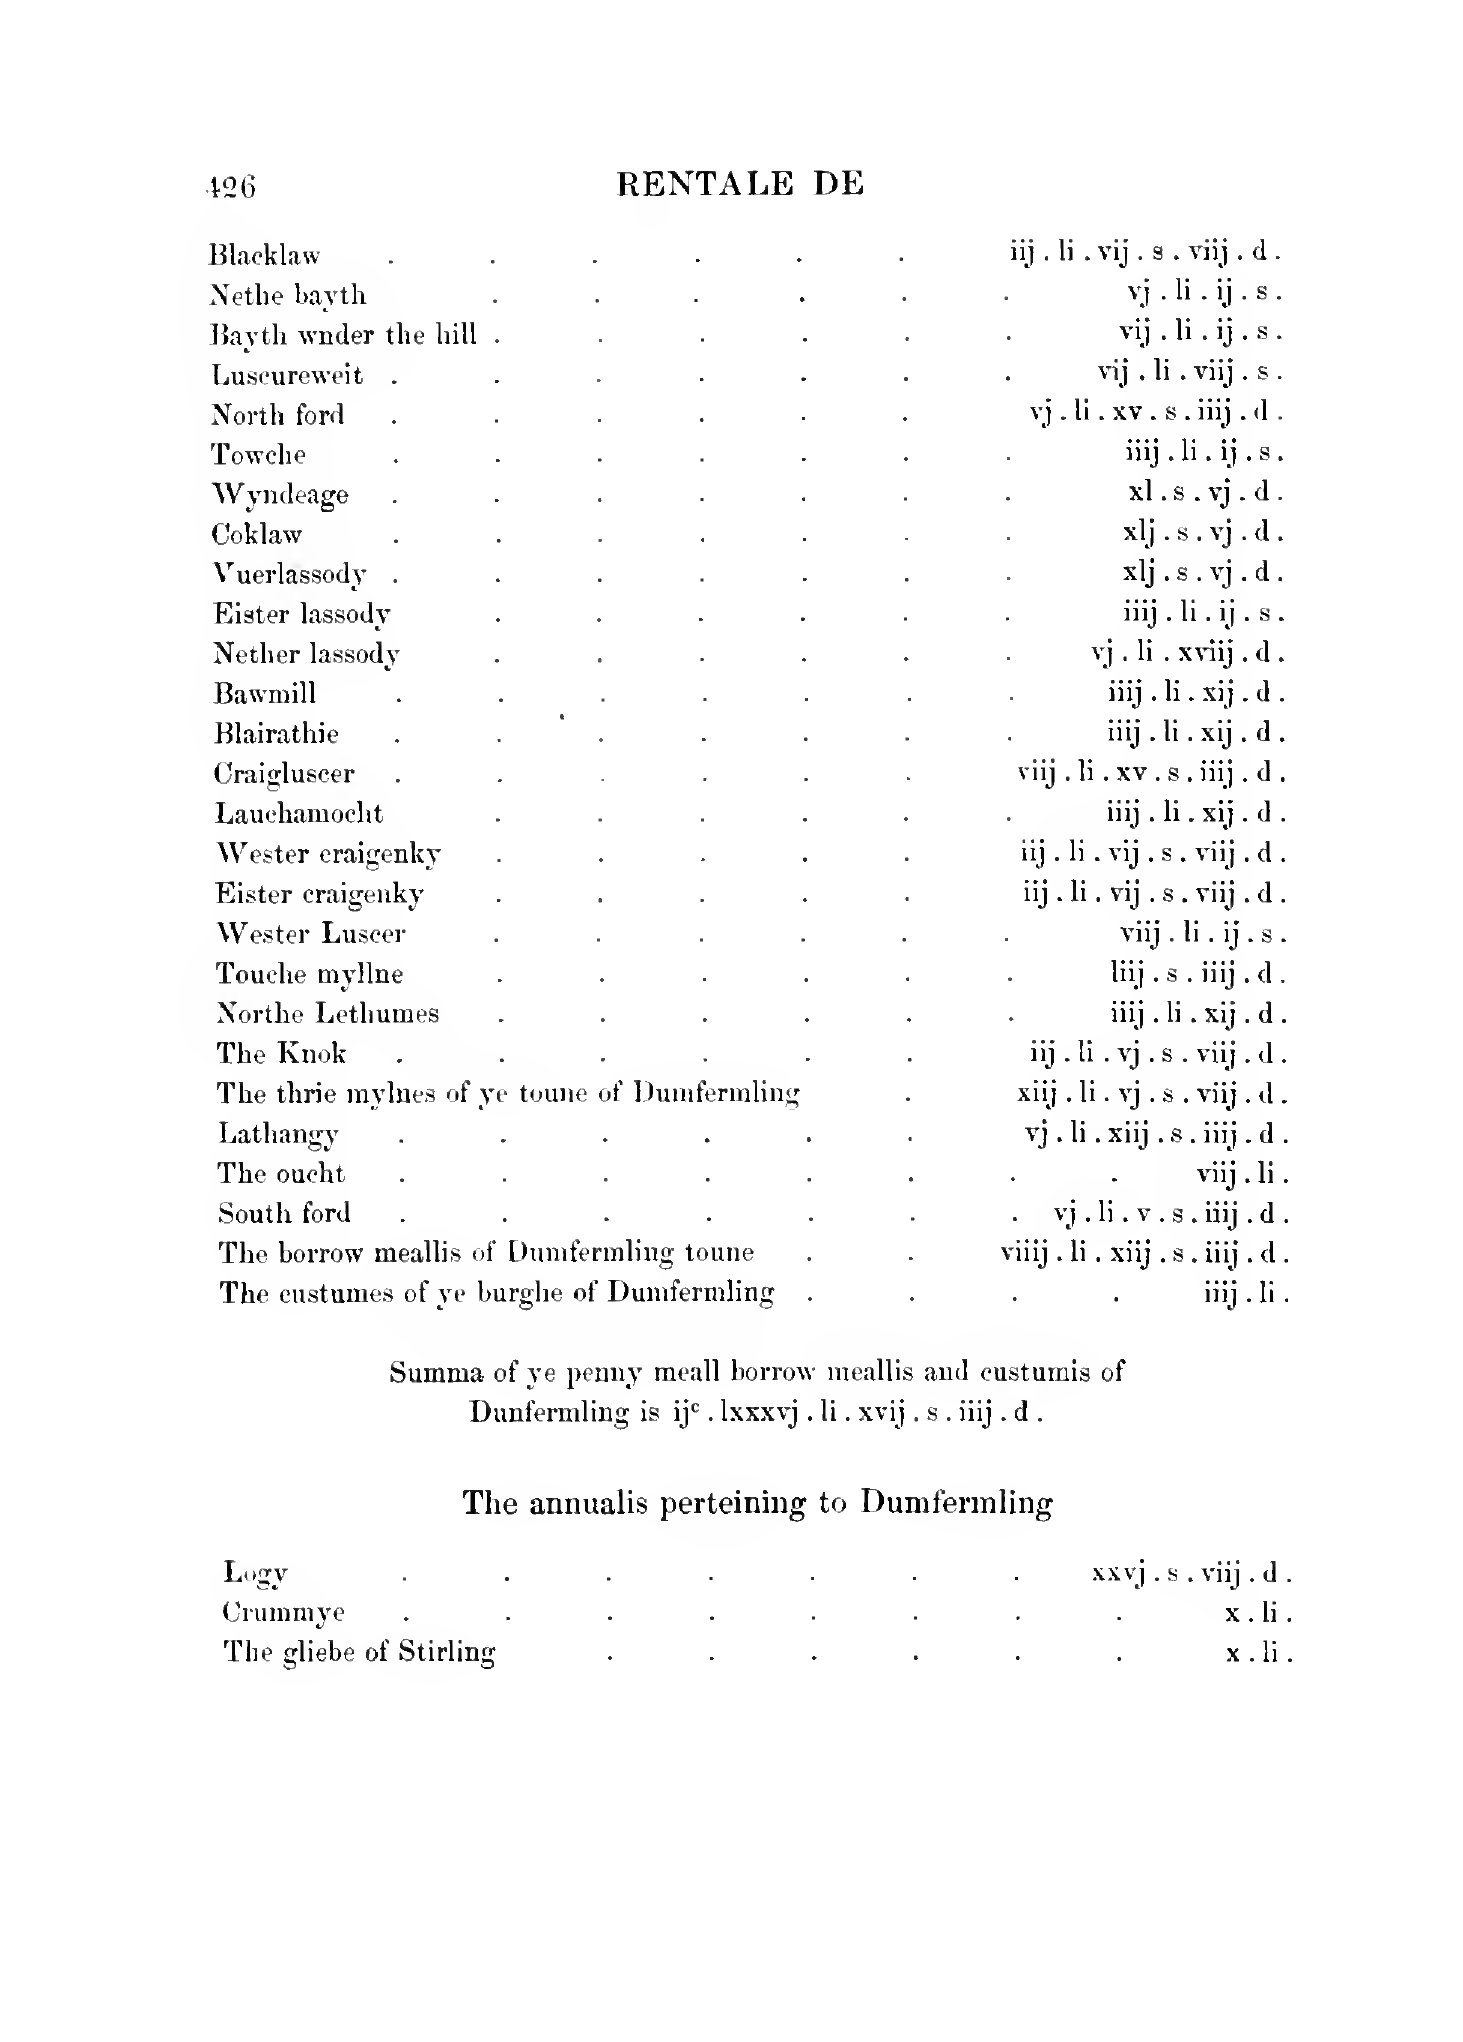 426 RENTALE DE
Blacklaw . . . . . . iij . li . vij . s . viij . d .
Nethe bayth . . . . . . vj . li . ij . s .
Bayth wnder the hill . . . . . . vij . li . ij . s .
Luscureweit . . . . . . . vij . li . viij . s .
North ford . . . . . . vj . li . xv . s . iiij . d .
Towche . . . . . . . iiij . li . ij . s .
Wyndeage . . . . . . . xl . s . vj . d .
Coklaw . . . . . . . xlj . s . vj . d .
Vuerlassody . . . . . . . xlj . s . vj . d .
Eister lassody . . . . . . iiij . li . ij . s .
Nether lassody . . . . . . vj . li . xviij . d .
Bawmill . . . . . . . iiij . li . xij . d .
Blairathie . . . . . . . iiij . li . xij . d .
Craigluscer . . . . . . viij . li . xv . s . iiij . d .
Lauchamocht . . . . . . iiij . li . xij . d .
Wester craigenky . . . . . iij . li . vij . s . viij . d .
Eister craigenky . . . . . iij . li . vij . s . viij . d .
Wester Luscer . . . . . . viij . li . ij . s .
Touche myllne . . . . . . liij . s . iiij . d .
Northe Lethumes . . . . . . iiij . li . xij . d .
The Knok . . . . . . iij . li . vj . s . viij . d .
The thrie mylnes of ye toune of Dumfermling . xiij . li . vj . s . viij . d .
Lathangy . . . . . . vj . li . xiij . s . iiij . d .
The oucht . . . . . . . . viij . li .
South ford . . . . . . . vj . li . v . s . iiij . d .
The borrow meallis of Dumfermling toune . . viiij . li . xiij . s . iiij . d .
The custumes of ye burghe of Dumfermling . . . . iiij . li .
Summa of ye penny meall borrow meallis and custumis of
Dunfermling is ijᶜ . lxxxvj . li . xvij . s . iiij . d .
The annualis perteining to Dumfermling
Logy . . . . . . . xxvj . s . viij . d .
Crummye . . . . . . . . x . li .
The gliebe of Stirling . . . . . . x . li .